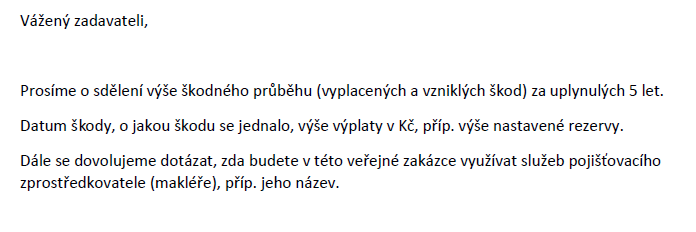 Vážený zadavateli,
Prosíme o sdělení výše škodného průběhu (vyplacených a vzniklých škod) za uplynulých 5 let.
Datum škody, o jakou škodu se jednalo, výše výplaty v Kč, příp. výše nastavené rezervy.
Dále se dovolujeme dotázat, zda budete v této veřejné zakázce využívat služeb pojišťovacího
zprostředkovatele (makléře), příp. jeho název.